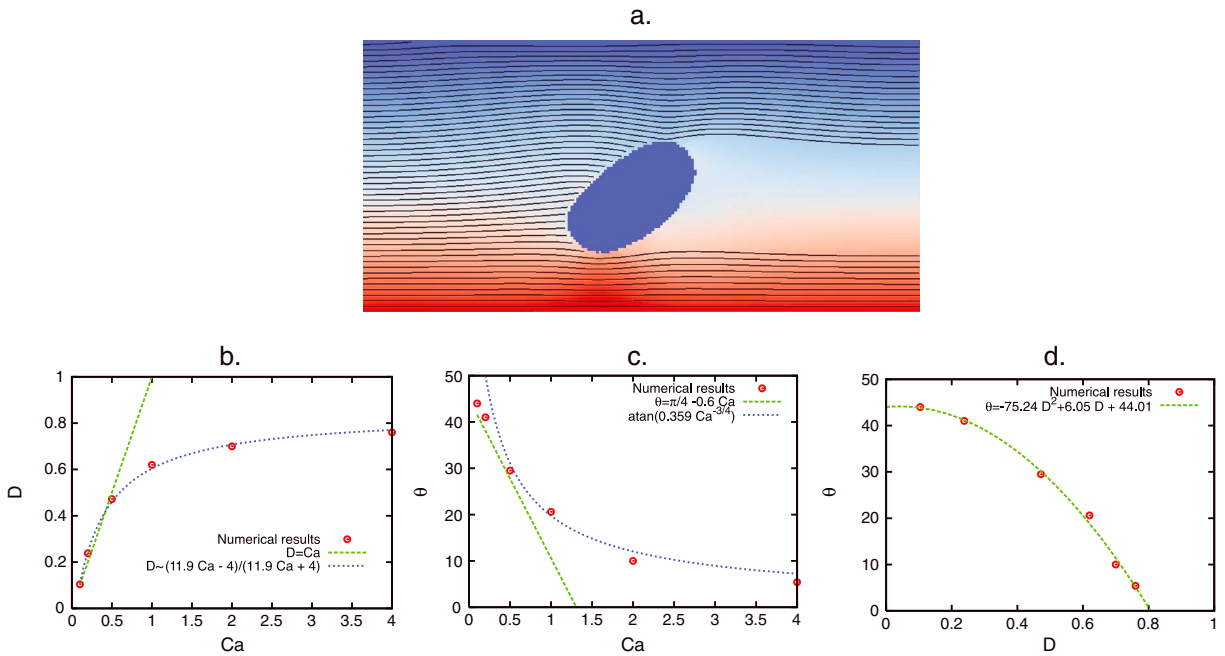 a.
b.
1
0.8
0.6
0.4
0.2
0
D
0 0.5 1 1.5 2 2.5 3 3.5 4
Ca
Numerical results
D=Ca
D~(11.9 Ca - 4)/(11.9 Ca + 4)
c.
50
40
30
20
10
0
θ
0 0.5 1 1.5 2 2.5 3 3.5 4
Ca
Numerical results
θ=π/4 -0.6 Ca
atan(0.359 Ca^-3/4)
d.
50
40
30
20
10
0
θ
0 0.2 0.4 0.6 0.8 1
D
Numerical results
θ=-75.24 D^2+6.05 D + 44.01